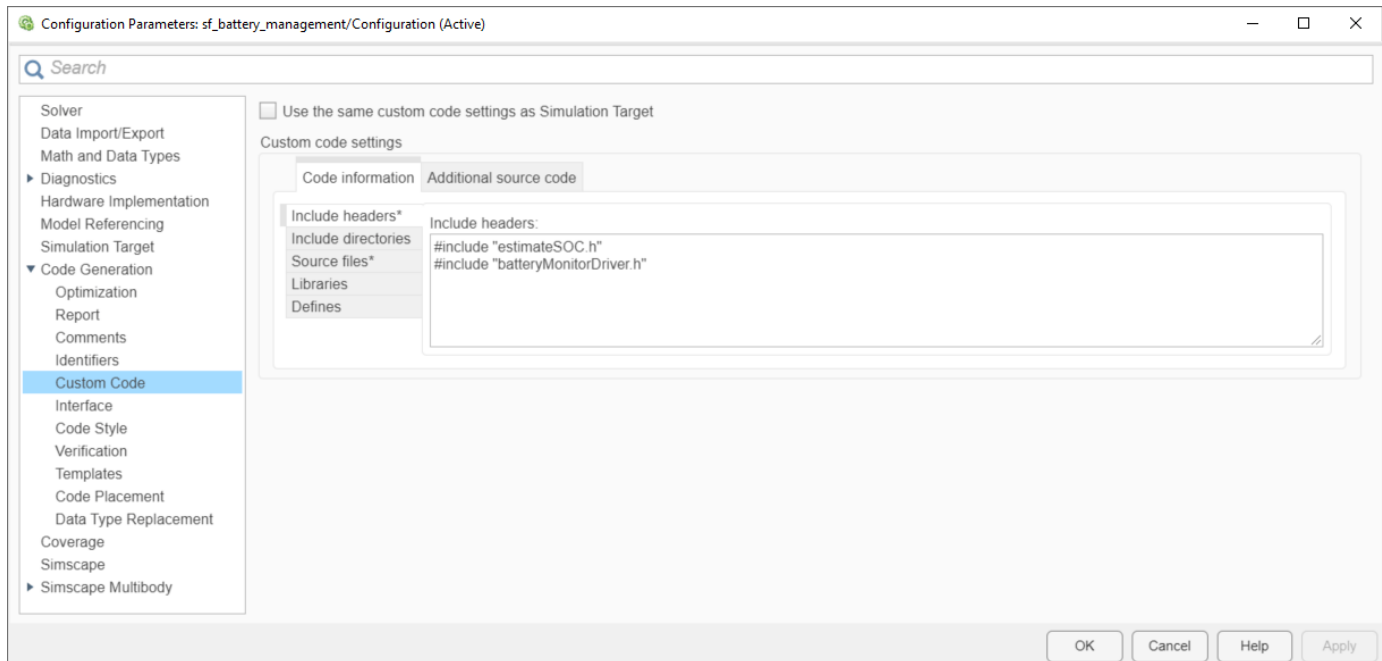 Configuration Parameters: sf_battery_management/Configuration (Active)
Search
Solver
Data Import/Export
Math and Data Types
Diagnostics
Hardware Implementation
Model Referencing
Simulation Target
Code Generation
Optimization
Report
Comments
Identifiers
Custom Code
Interface
Code Style
Verification
Templates
Code Placement
Data Type Replacement
Coverage
Simscape
Simscape Multibody
Use the same custom code settings as Simulation Target
Custom code settings
Code information Additional source code
Include headers*
Include directories
Source files*
Libraries
Defines
Include headers:
#include "estimateSOC.h"
#include "batteryMonitorDriver.h"
OK Cancel Help Apply